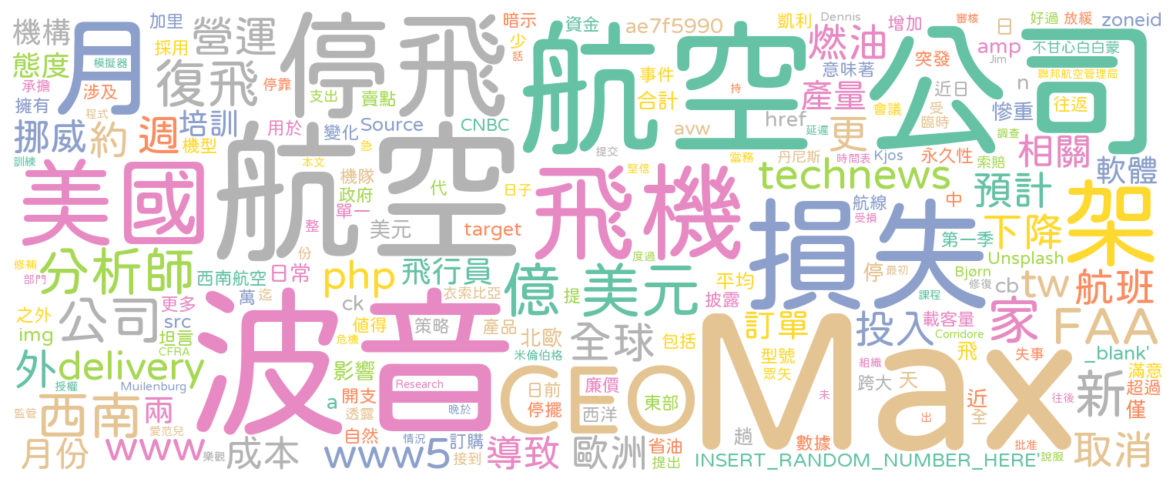 機構
加里
採用
營運
停飛
暗示
少
話
資金
ae7f5990
凱利
Dennis
增加
審核
日
好過
放緩
zoneid
態度
模擬器
月
復飛
航空公司
燃油
意味著
突發
amp
不甘心白白蒙
Jim
聯邦航空管理局
承擔
涉及
停靠
支出
賣點
事件
合計
持
產量
會議
近日
n
慘重
往返
擁有
程式
挪威
約
週
培訓
用於
變化
Source
CNBC
avw
href
延遲
受
臨時
更
相關
軟體
訓練
機型
本文
急
提交
當務
時間表
Kjos
永久性
索賠
調查
美國
航空
機隊
政府
單一
代
日子
堅信
飛機
丹尼斯
technews
航線
受損
中
預計
整
美元
target
損失
第一季
下降
架
修補
部門
分析師
西南航空
份
日常
php
飛行員
度過
億
美元
平均
停
最初
Unsplash
Bjørn
修復
航班
公司
更多
萬
迄
ck
衣索比亞
提
披露
課程
cb
tw
之外
img
src
坦言
CFRA
波音
危機
值得
策略
產品
北歐
全球
包括
訂單
投入
載客量
Corridore
家
FAA
外
delivery
授權
Muilenburg
影響
Research
CEO
米倫伯格
Max
型號
眾矢
飛
組織
失事
_blank'
滿意
西南
兩
a
開支
透露
晚於
日前
停擺
廉價
西洋
東部
跨大
天
近
全
新
超過
僅
往後
監管
愛范兒
月份
www
樂觀
成本
自然
情況
www5
訂購
接到
導致
歐洲
省油
提出
趙
未
數據
出
批准
說服
取消
INSERT_RANDOM_NUMBER_HERE'